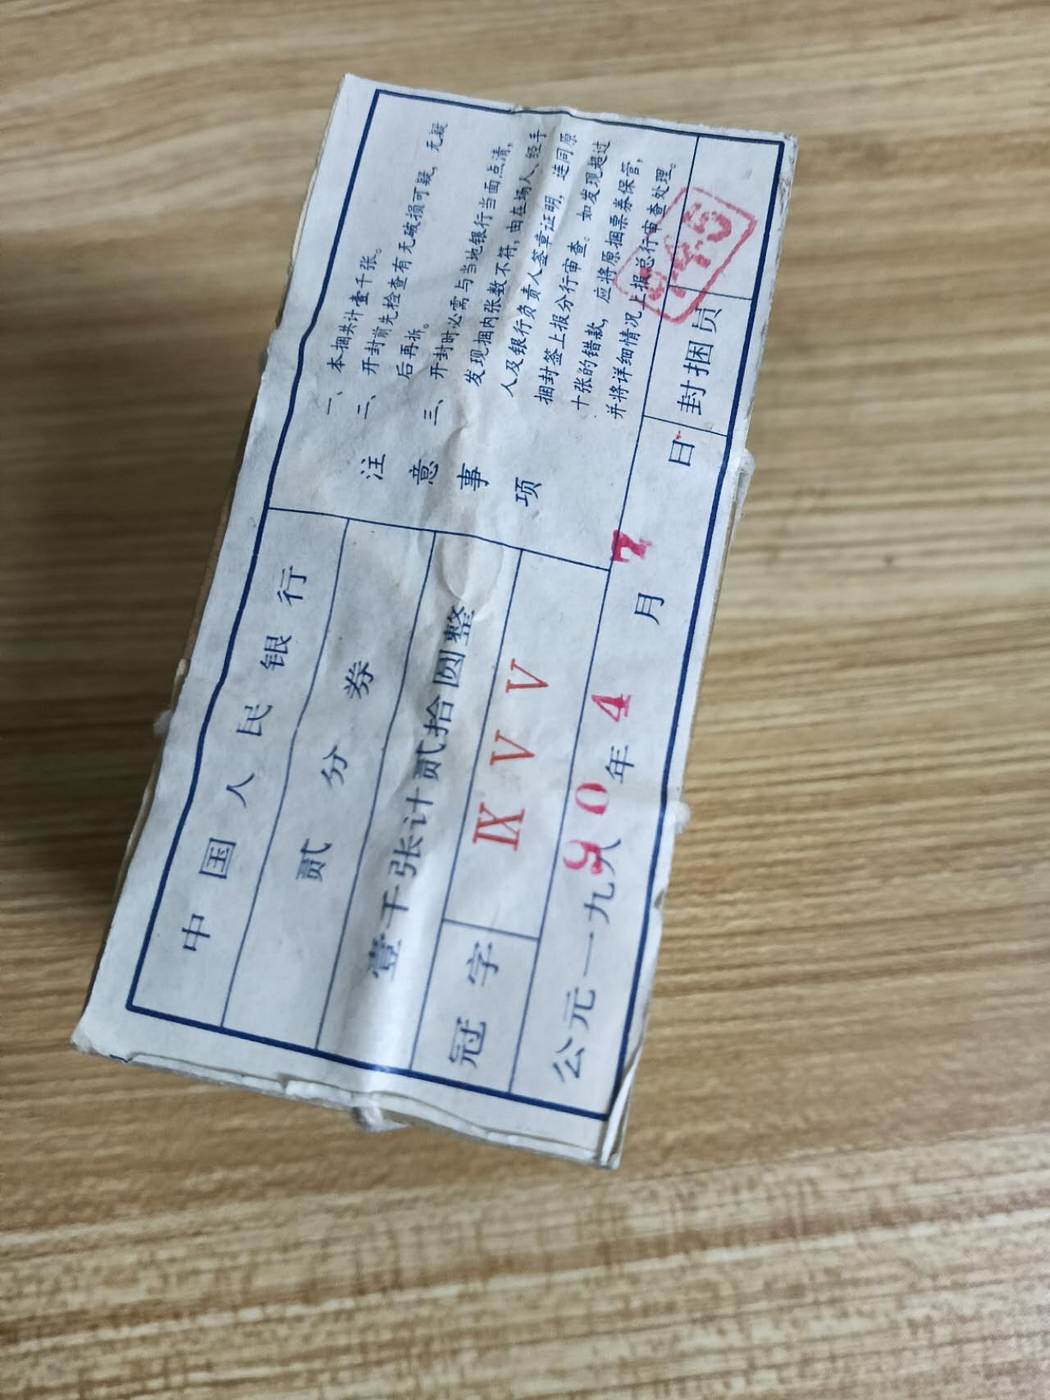 中国人民银行
贰分券
壹千张计贰拾圆整
冠字 ⅨⅤⅤ
注意事项
一、本捆共计壹千张。
二、开封前先检查有无破损可疑，无疑
后再拆。
三、开封时必需与当地银行当面点清，
发现捆内张数不符，由在场人、经手
人及银行负责人签章证明，连同原
捆封签上报分行审查。如发现超过
十张的错款，应将原捆票券保管，
并将详细情况上报总行审查处理。
公元一九90年4月7日 封捆员